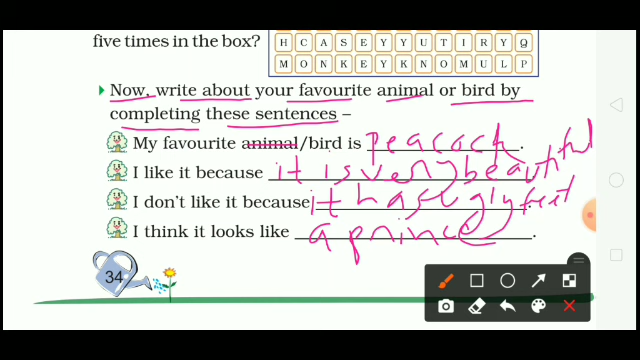 five times in the box?
H C A S E Y Y U T I R Y Q
M O N K E Y K N O M U L P
Now, write about your favourite animal or bird by
completing these sentences –
My favourite animal/bird is peacock.
I like it because it is very beautiful
I don't like it because it has ugly feet
I think it looks like a prince.
34